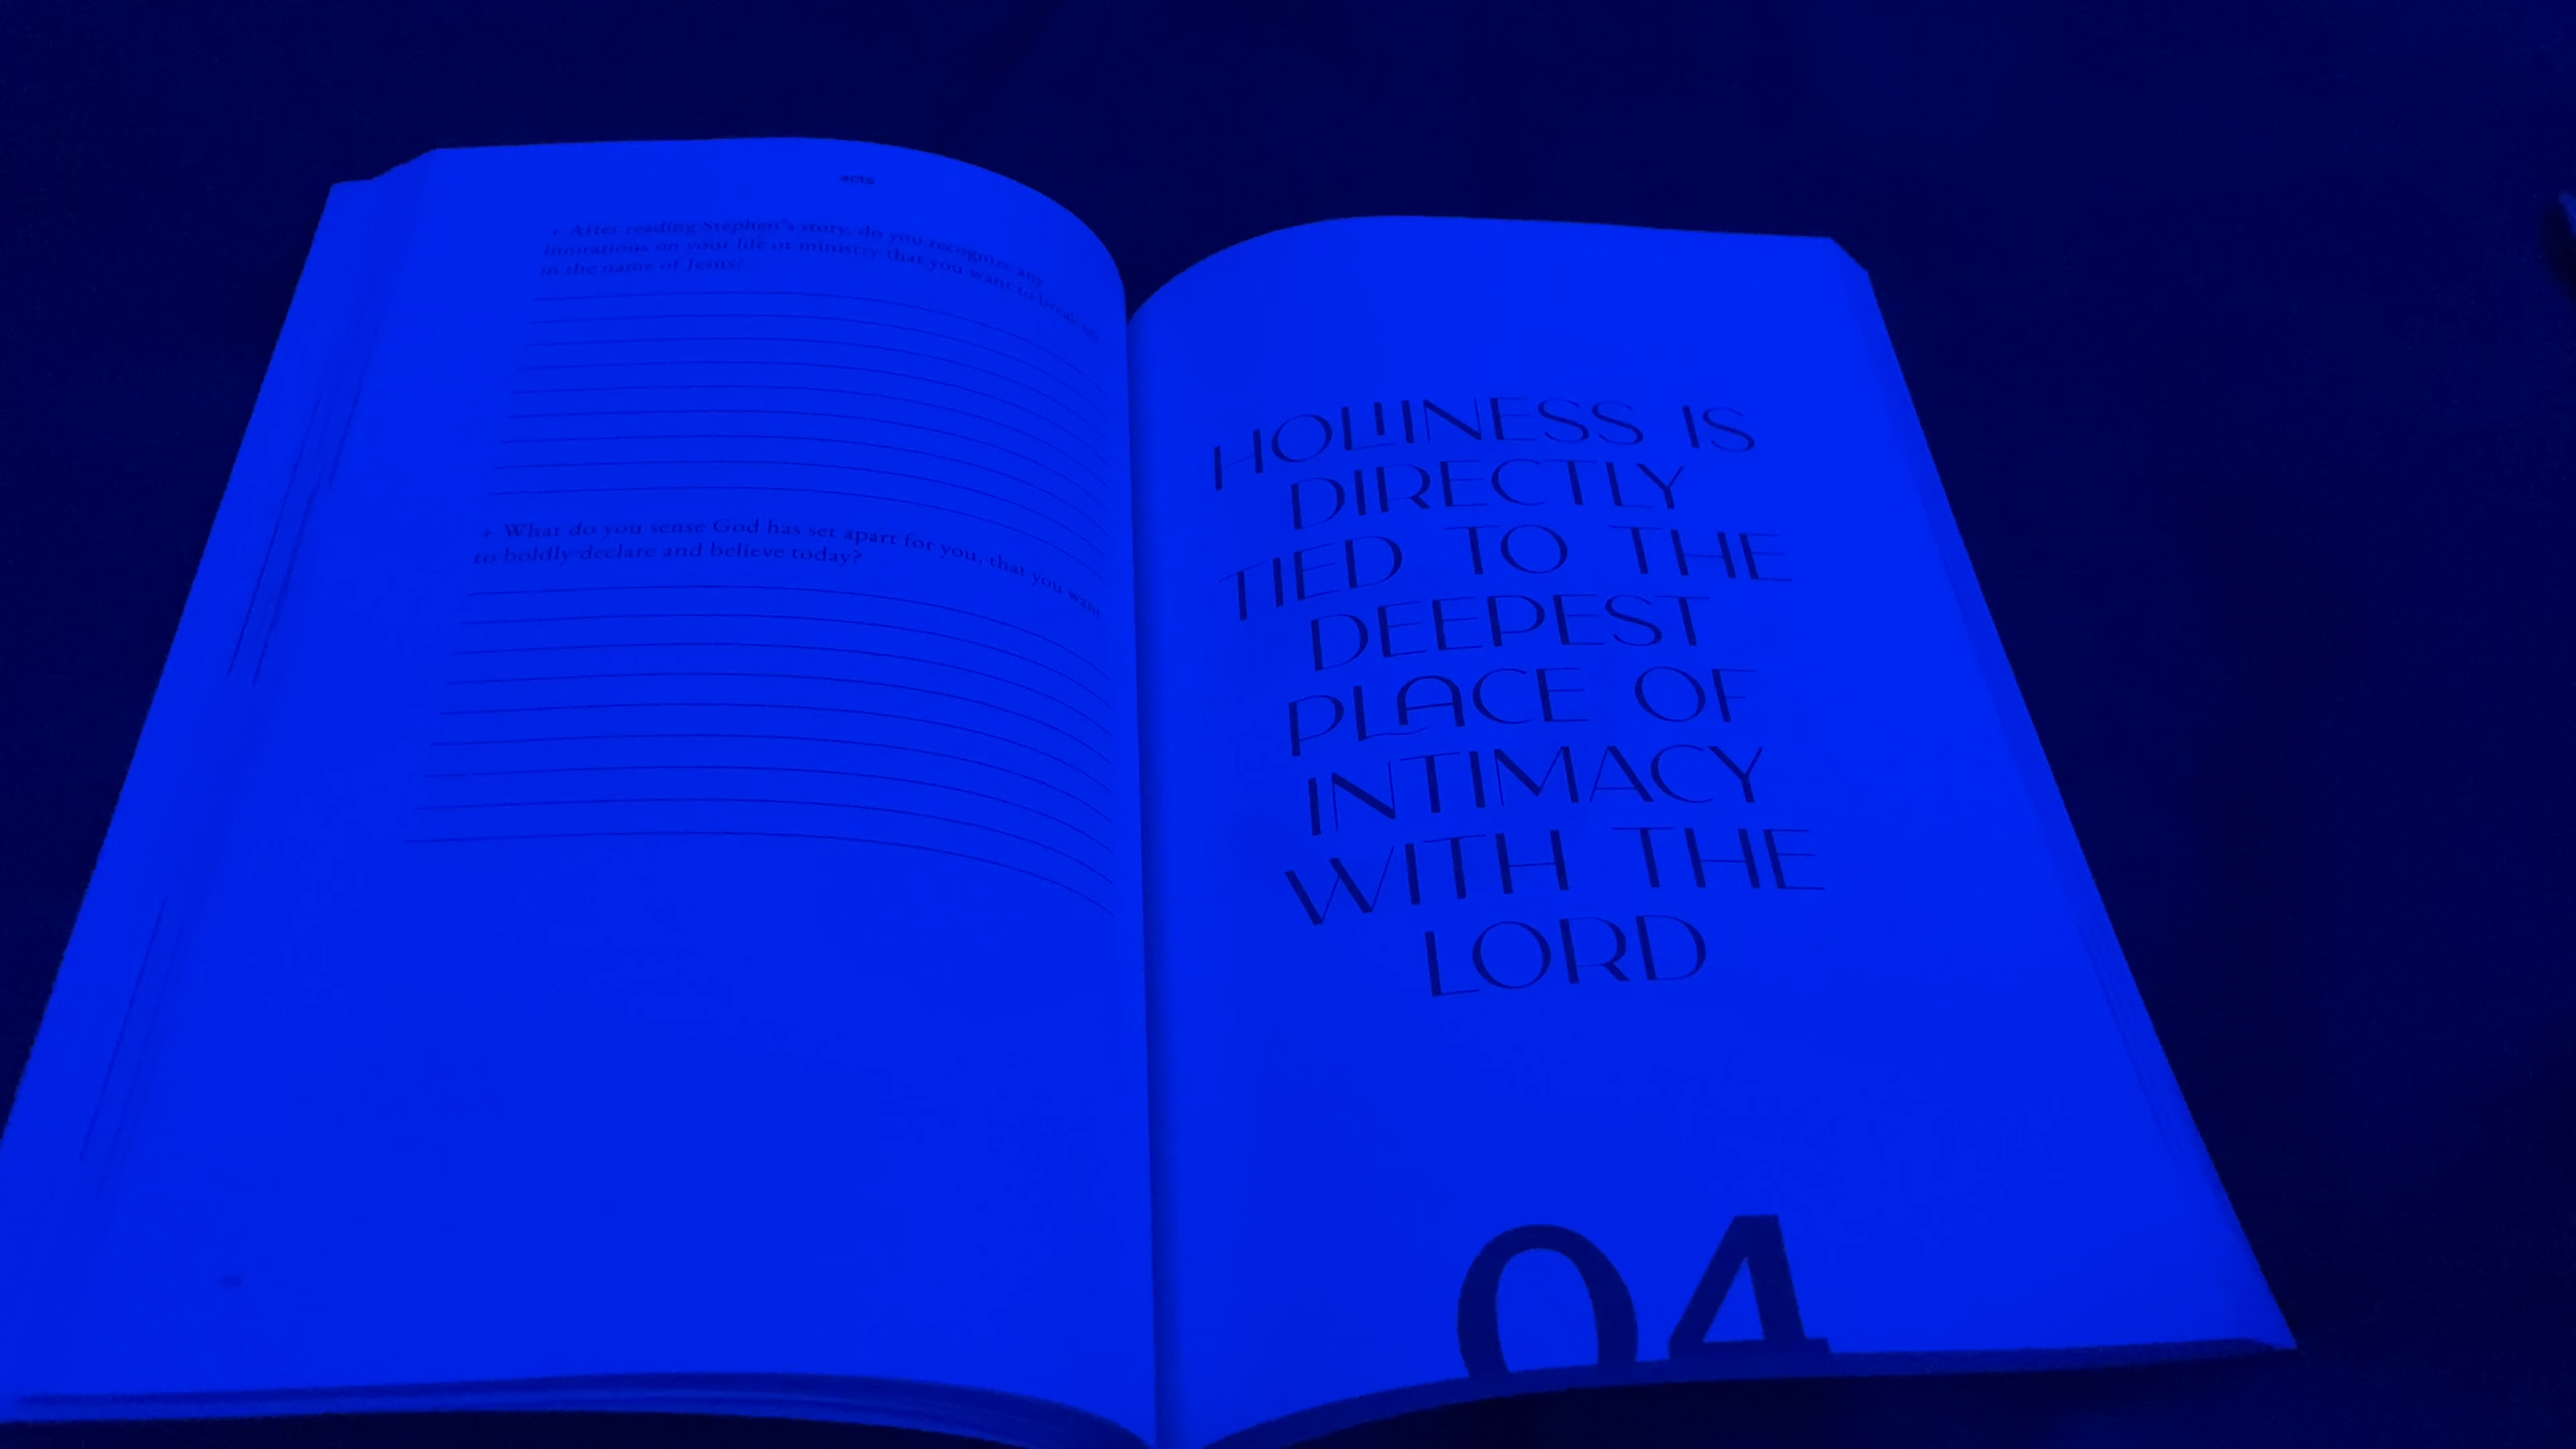 acts
+ After reading Stephen's story, do you recognize any
limitations on your life or ministry that you want to break off
in the name of Jesus?
+ What do you sense God has set apart for you, that you want
to boldly declare and believe today?
HOLINESS IS
DIRECTLY
TIED TO THE
DEEPEST
PLACE OF
INTIMACY
WITH THE
LORD
04